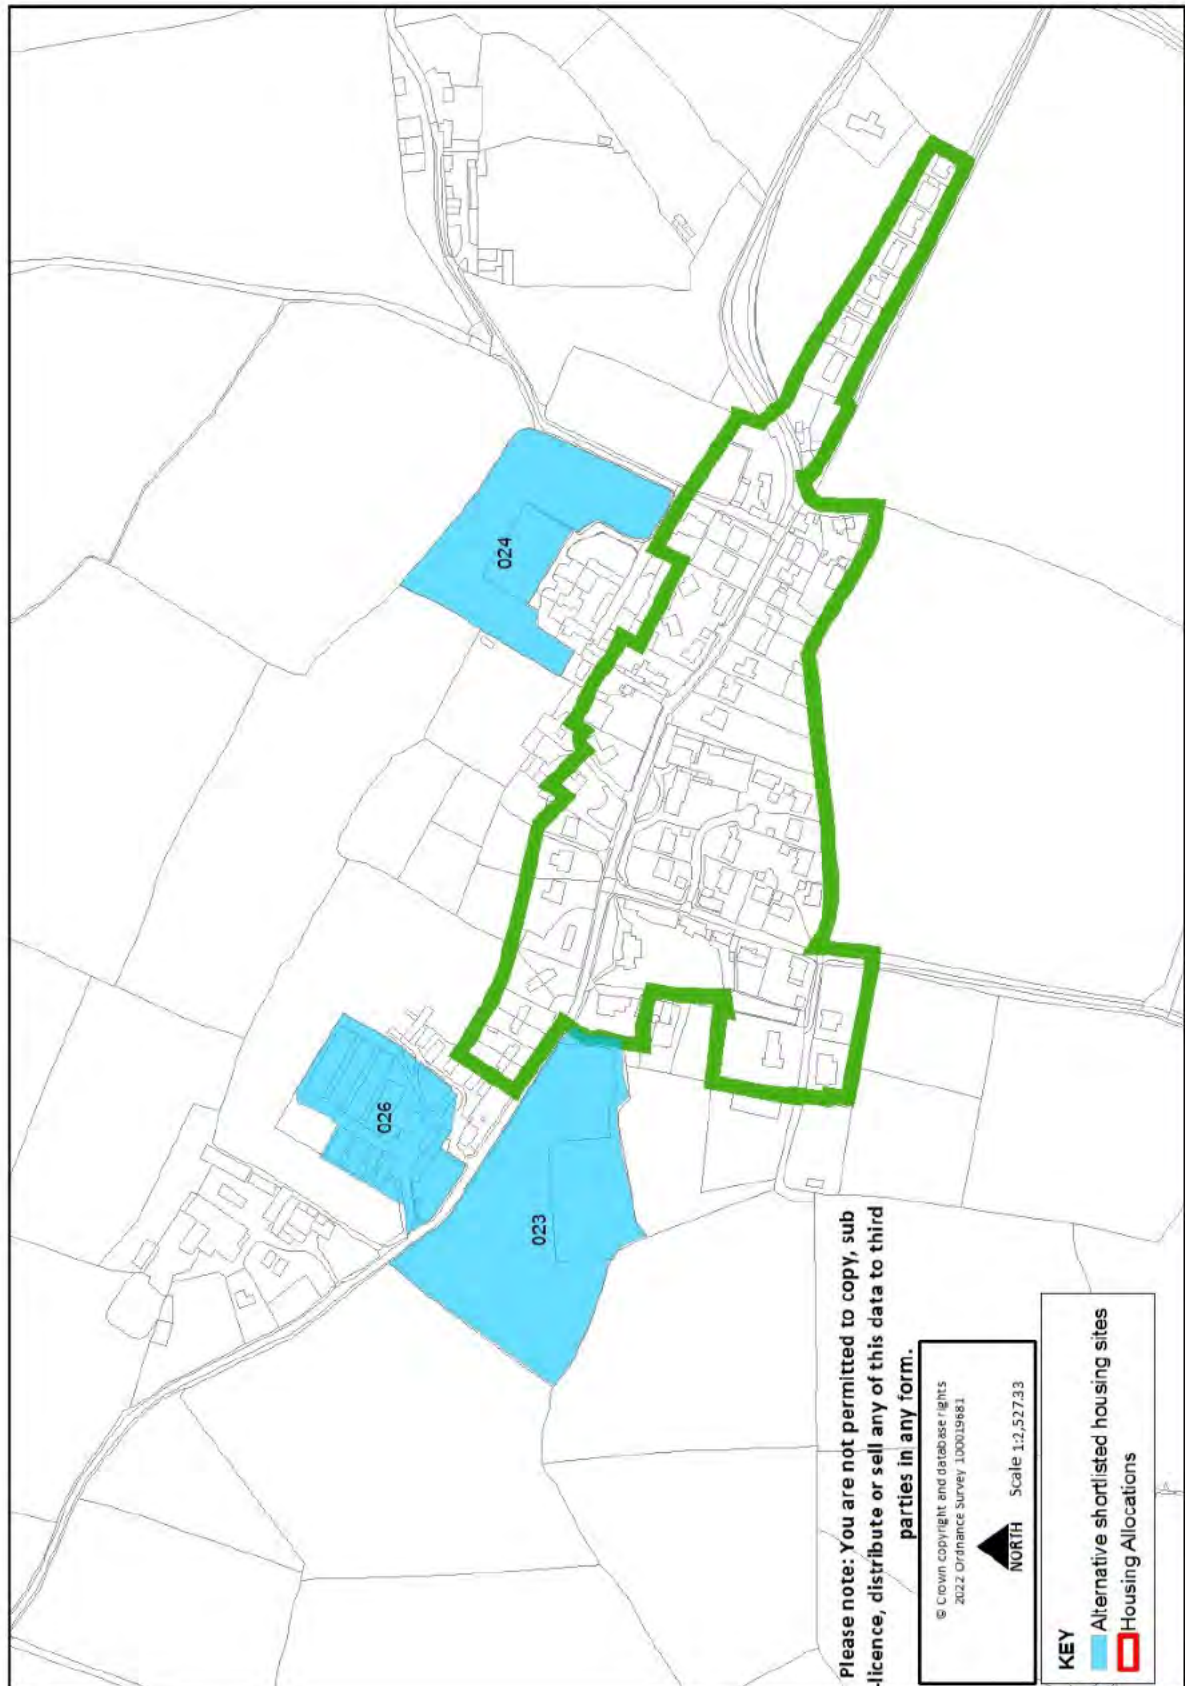 024
026
023
Please note: You are not permitted to copy, sub
-licence, distribute or sell any of this data to third
parties in any form.
© Crown copyright and database rights
2022 Ordnance Survey 100019681
NORTH Scale 1:2,527.33
KEY
Alternative shortlisted housing sites
Housing Allocations